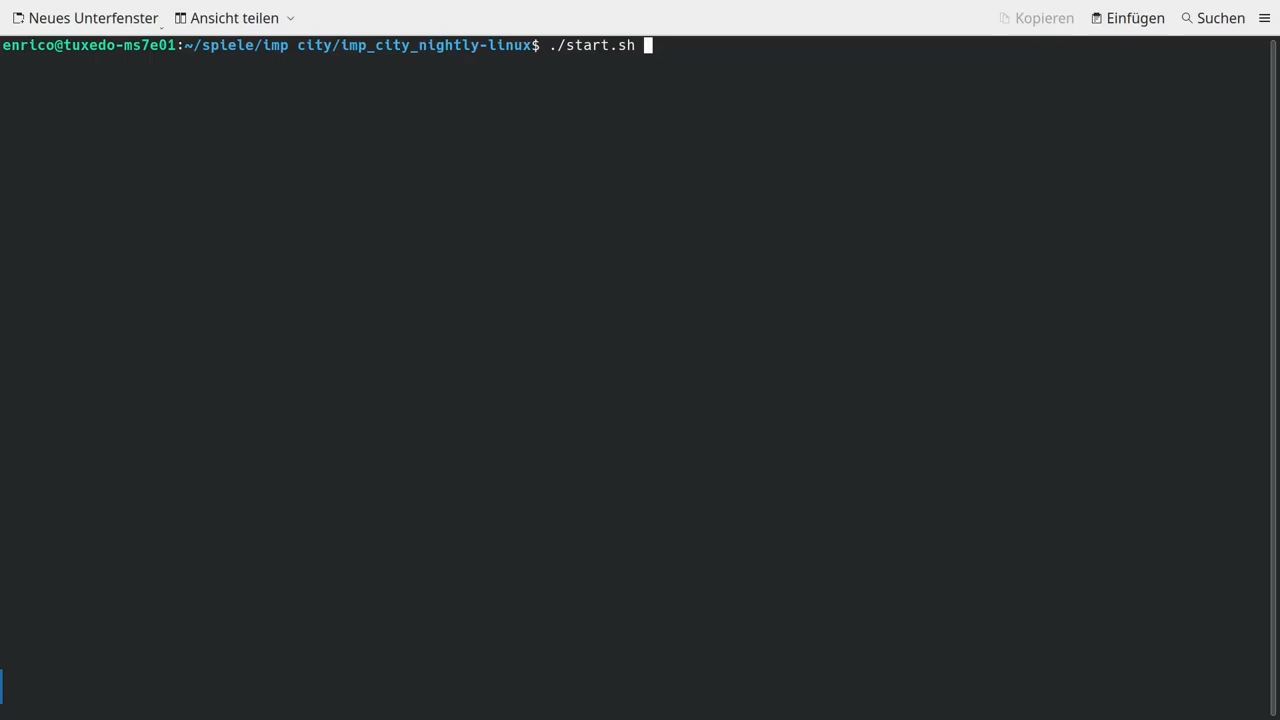 Neues Unterfenster Ansicht teilen Kopieren Einfügen Suchen
enrico@tuxedo-ms7e01:~/spiele/imp city/imp_city_nightly-linux$ ./start.sh